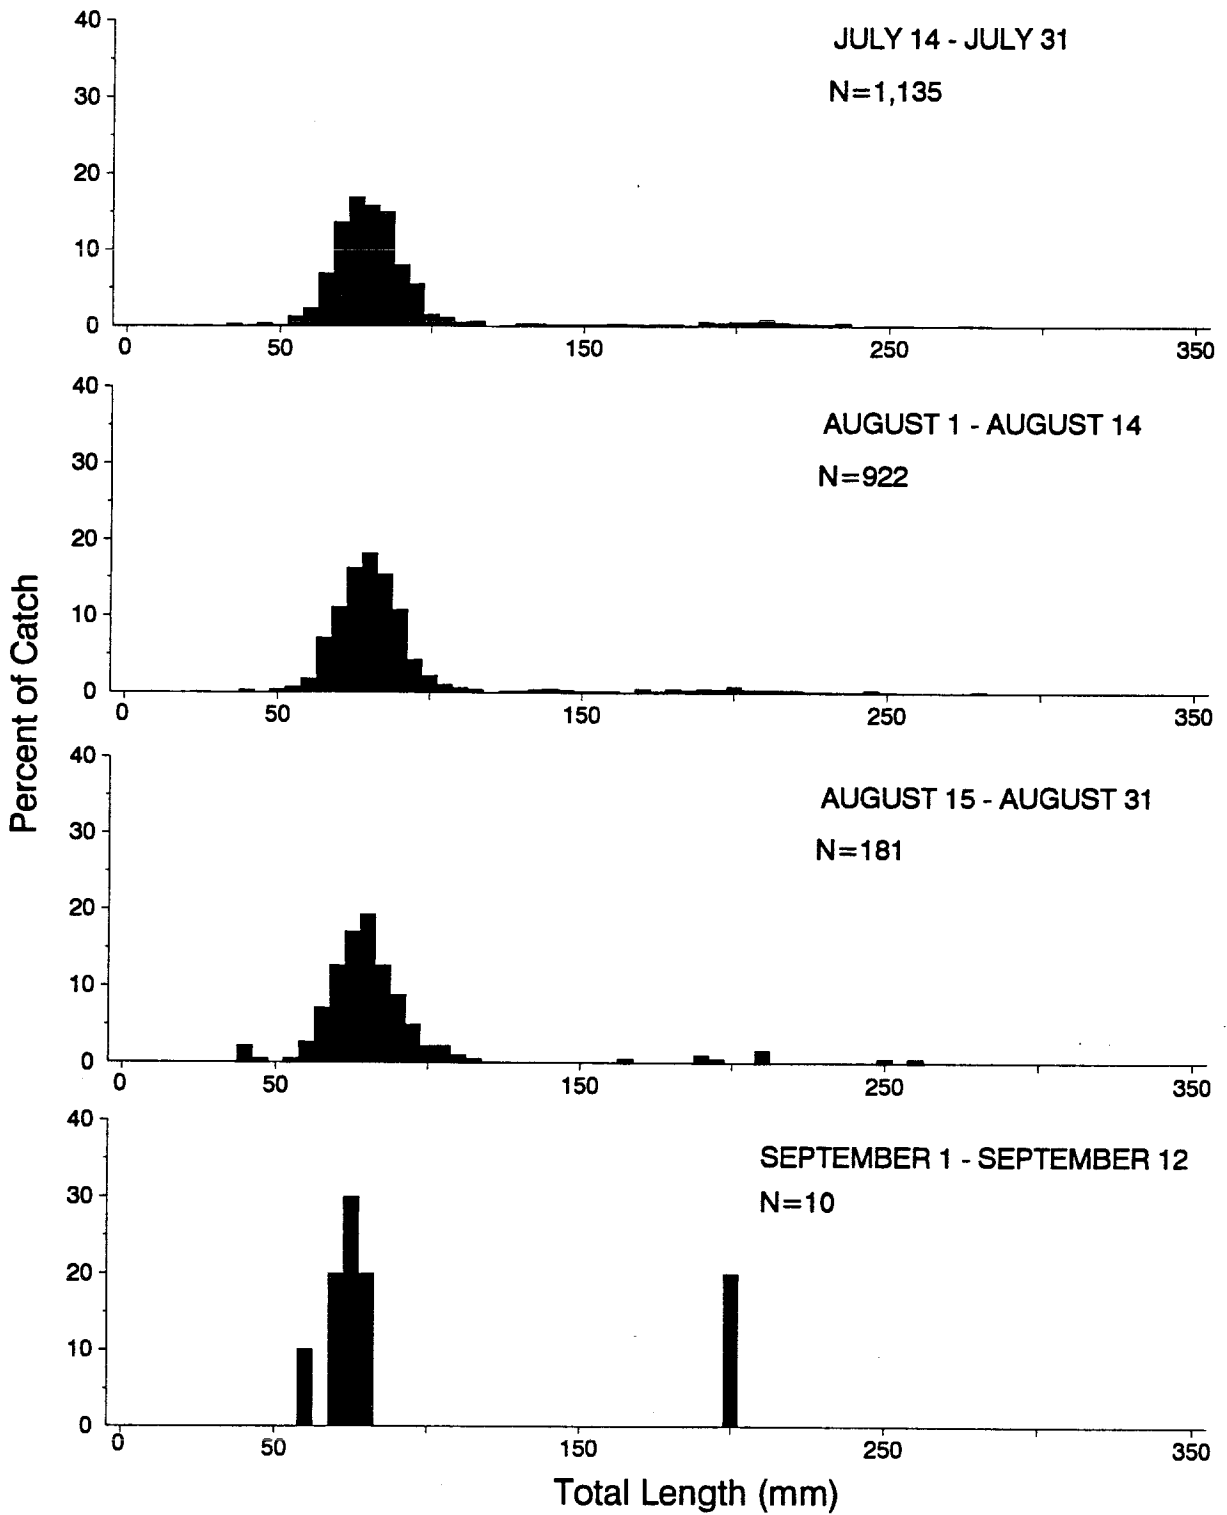 40
JULY 14 - JULY 31
N=1,135
30
20
10
0
0 50 150 250 350
40
AUGUST 1 - AUGUST 14
30
N=922
20
10
0
0 50 150 250 350
Percent of Catch
40
AUGUST 15 - AUGUST 31
30
N=181
20
10
0
0 50 150 250 350
40
SEPTEMBER 1 - SEPTEMBER 12
30
N=10
20
10
0
0 50 150 250 350
Total Length (mm)